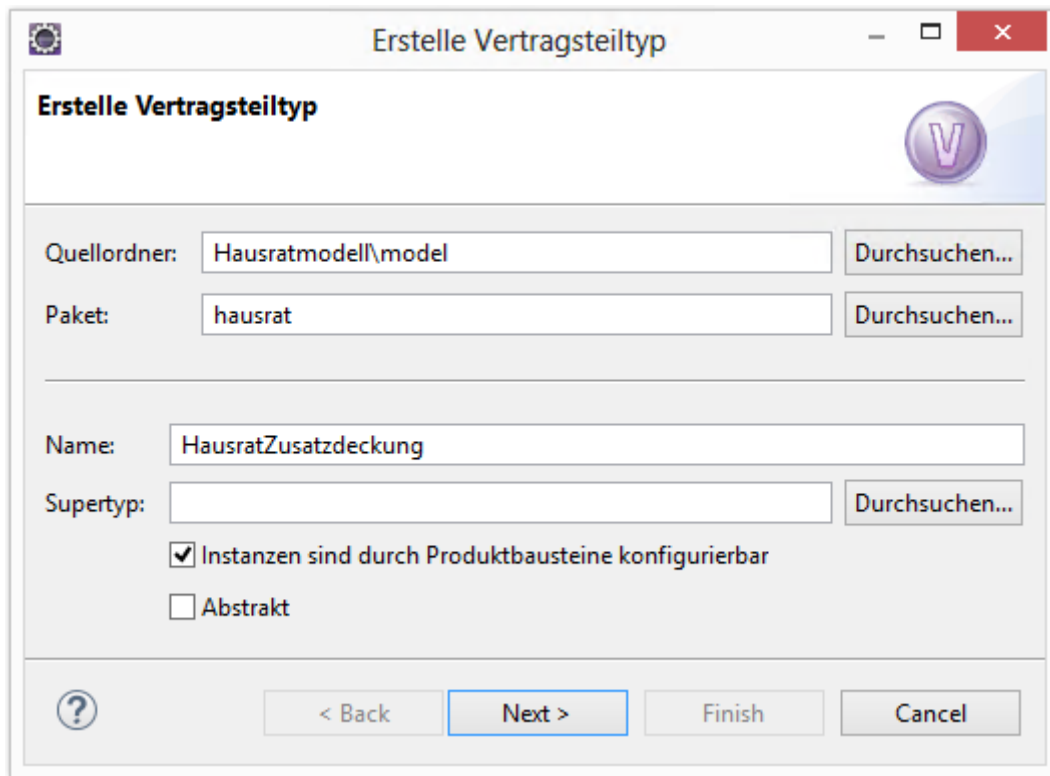 Erstelle Vertragsteiltyp
Erstelle Vertragsteiltyp
V
Quellordner: Hausratmodell\model Durchsuchen...
Paket: hausrat Durchsuchen...
Name: HausratZusatzdeckung
Supertyp: Durchsuchen...
Instanzen sind durch Produktbausteine konfigurierbar
Abstrakt
? < Back Next > Finish Cancel